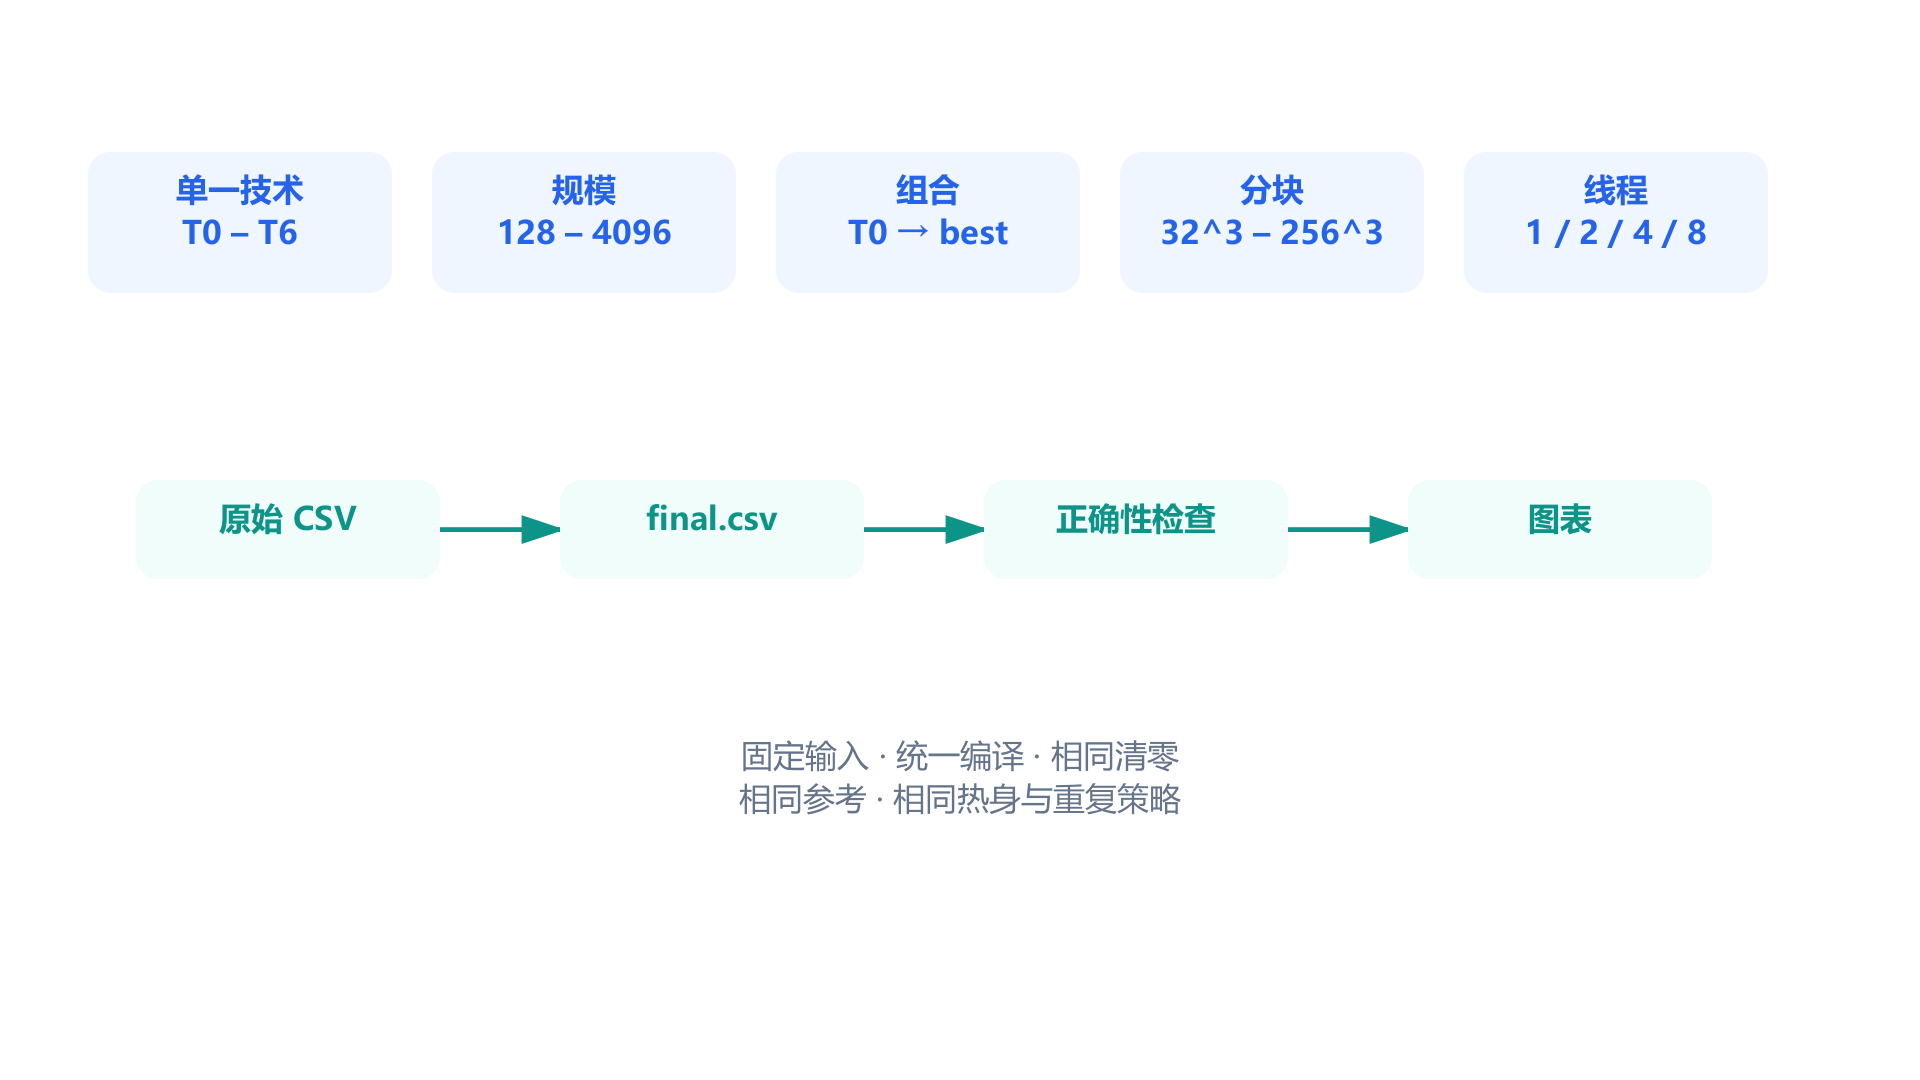 单一技术
T0 – T6
规模
128 – 4096
组合
T0 → best
分块
32^3 – 256^3
线程
1 / 2 / 4 / 8
原始 CSV
final.csv
正确性检查
图表
固定输入 · 统一编译 · 相同清零
相同参考 · 相同热身与重复策略